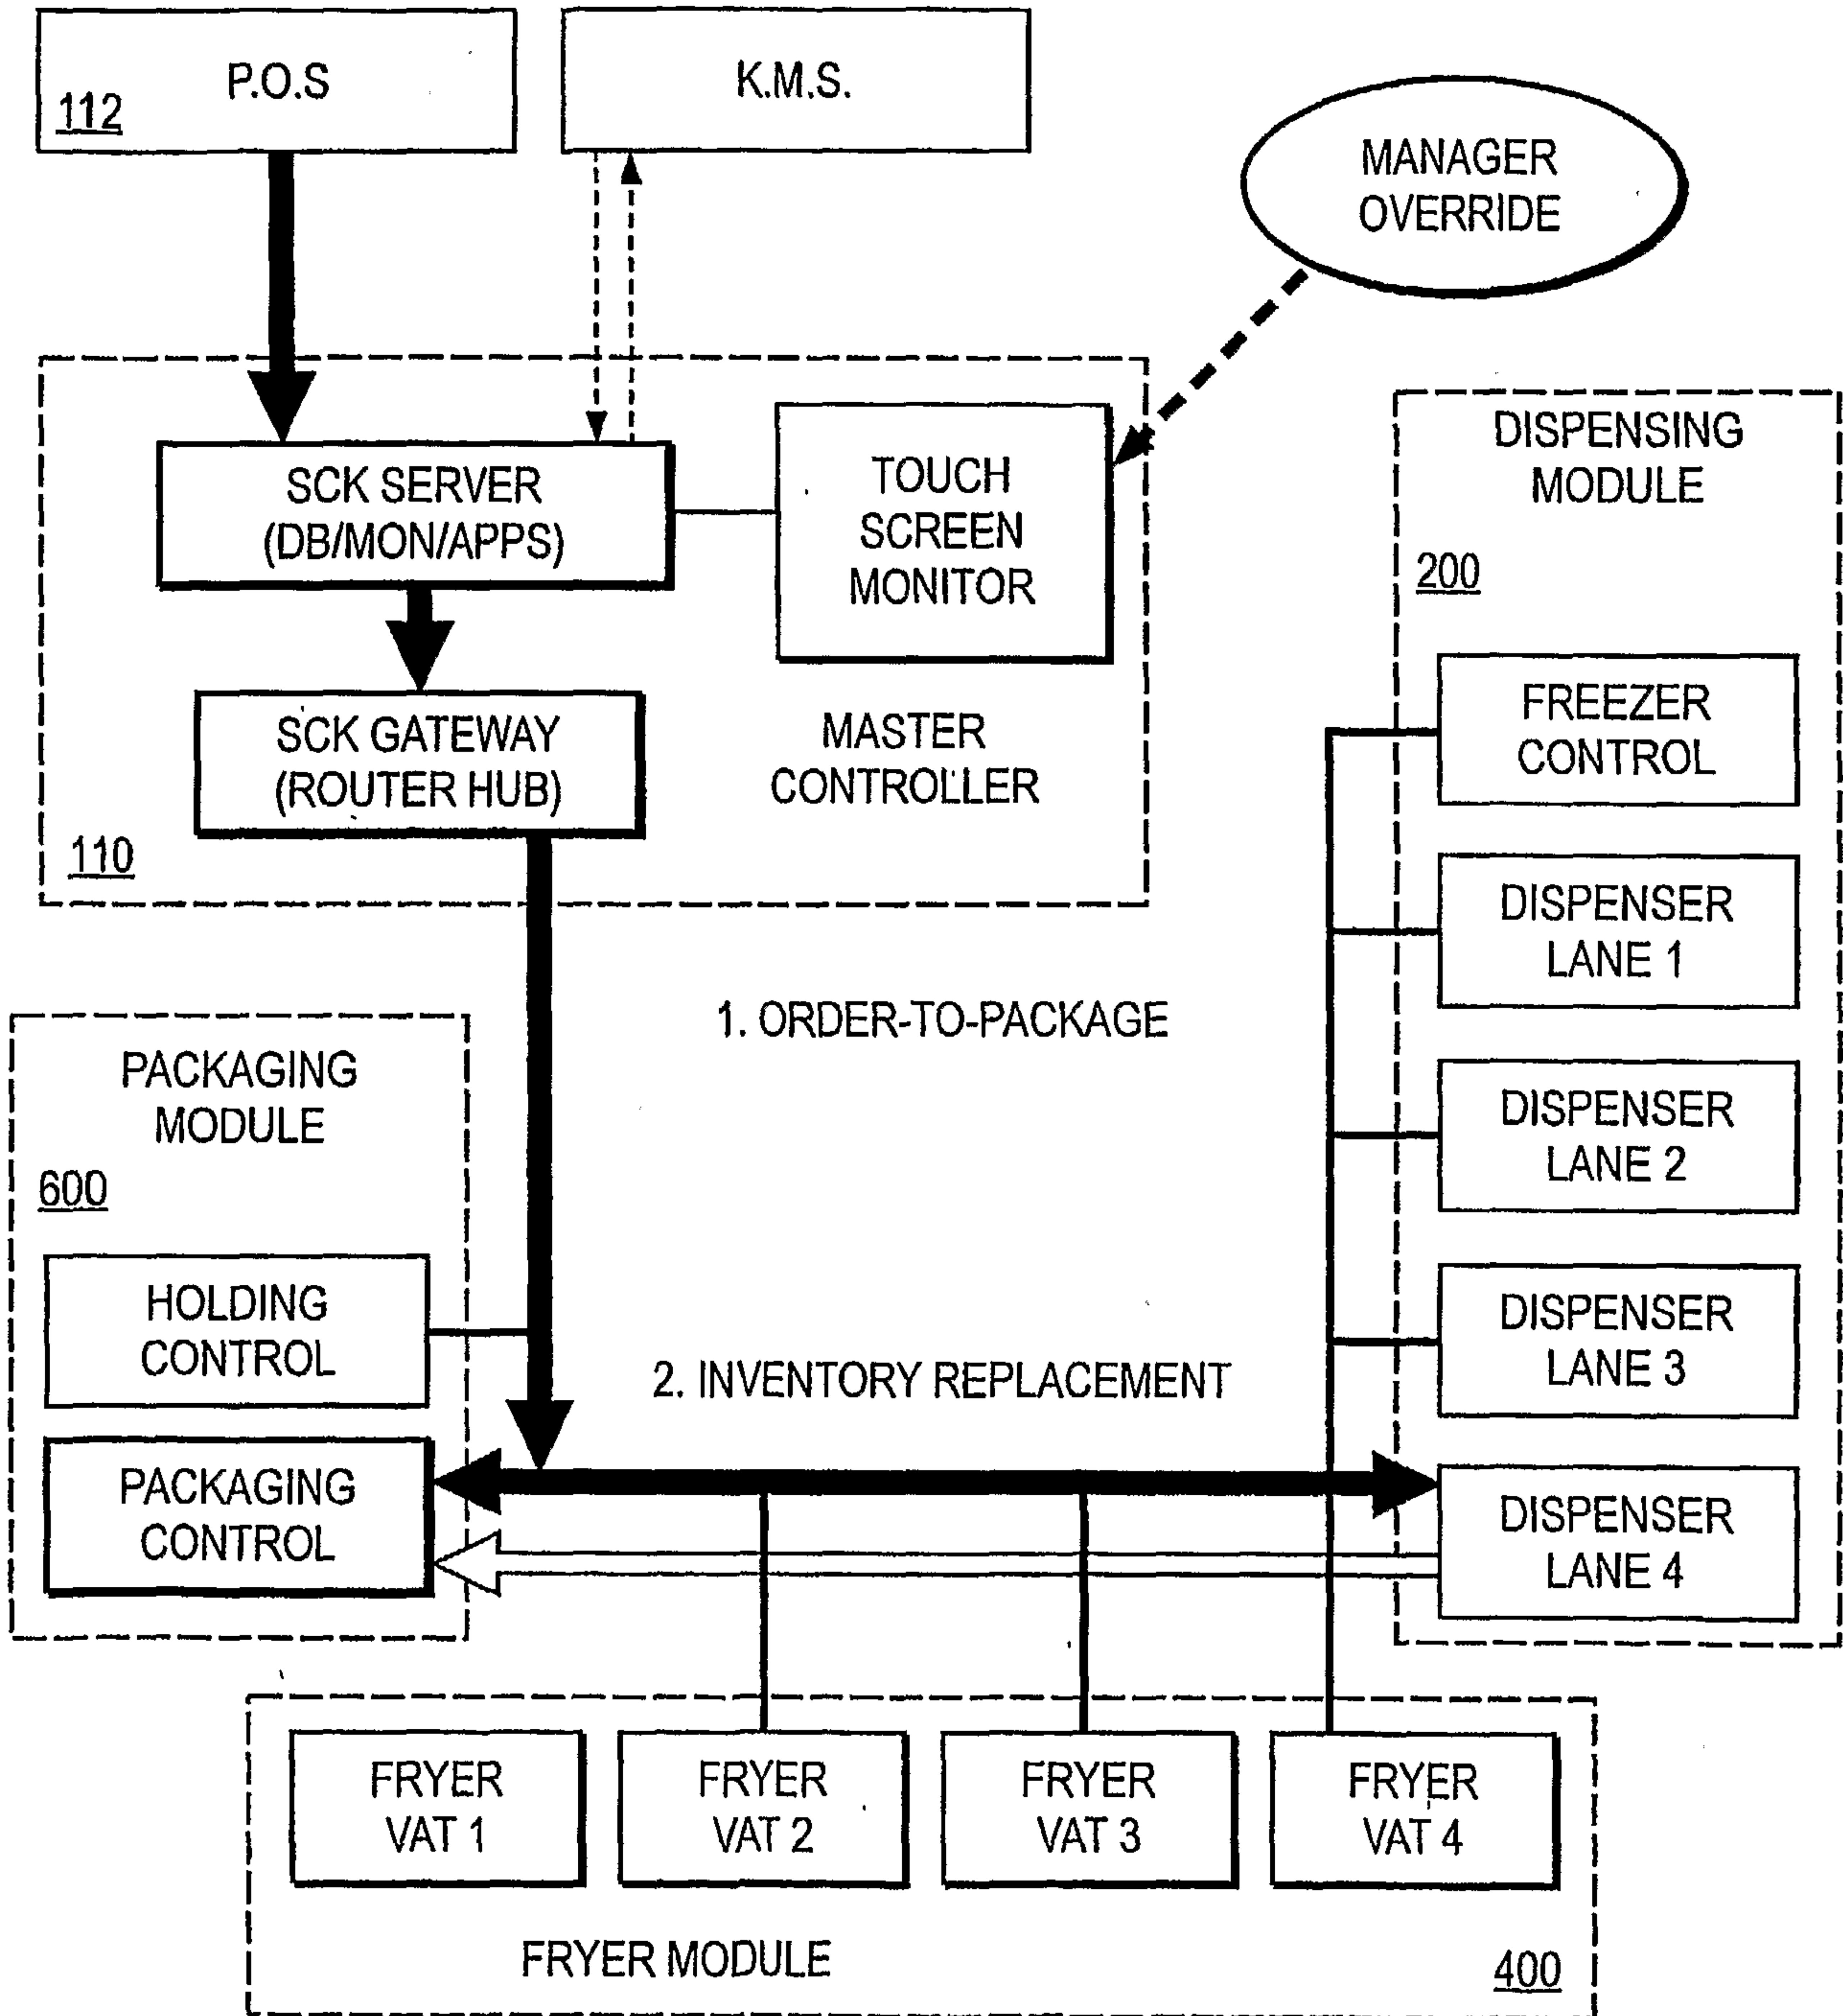 P.O.S
112
K.M.S.
MANAGER
OVERRIDE
SCK SERVER
(DB/MON/APPS)
TOUCH
SCREEN
MONITOR
SCK GATEWAY
(ROUTER HUB)
MASTER
CONTROLLER
110
DISPENSING
MODULE
200
FREEZER
CONTROL
DISPENSER
LANE 1
DISPENSER
LANE 2
DISPENSER
LANE 3
DISPENSER
LANE 4
1. ORDER-TO-PACKAGE
PACKAGING
MODULE
600
HOLDING
CONTROL
2. INVENTORY REPLACEMENT
PACKAGING
CONTROL
FRYER
VAT 1
FRYER
VAT 2
FRYER
VAT 3
FRYER
VAT 4
FRYER MODULE
400